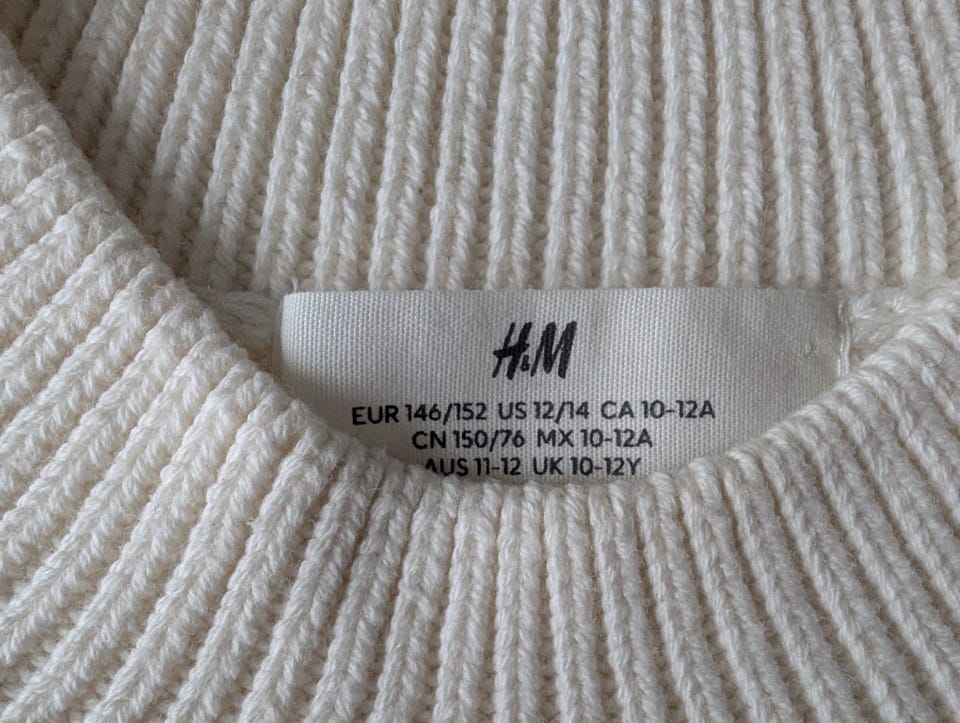 H&M
EUR 146/152 US 12/14 CA 10-12A
CN 150/76 MX 10-12A
AUS 11-12 UK 10-12Y